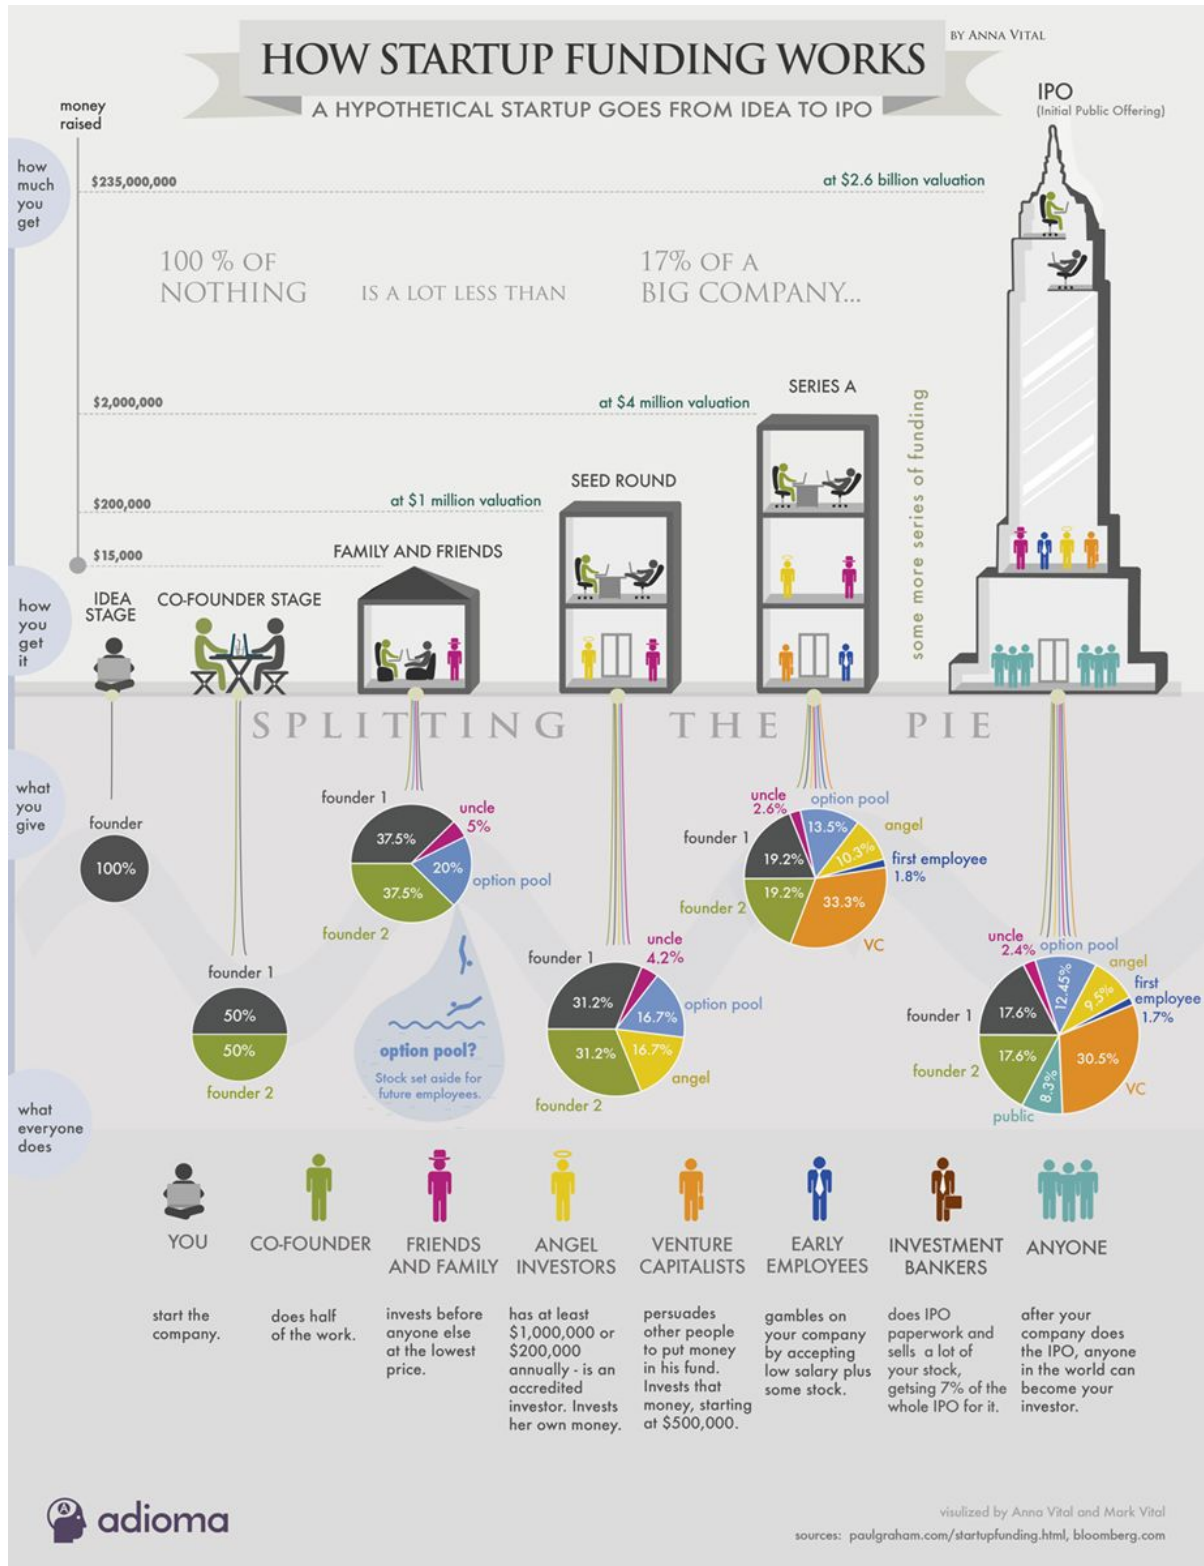 HOW STARTUP FUNDING WORKS
BY ANNA VITAL
A HYPOTHETICAL STARTUP GOES FROM IDEA TO IPO
money
raised
IPO
(Initial Public Offering)
how
much
you
get
$235,000,000
at $2.6 billion valuation
100 % OF
NOTHING
IS A LOT LESS THAN
17% OF A
BIG COMPANY...
SERIES A
$2,000,000
at $4 million valuation
some more series of funding
SEED ROUND
$200,000
at $1 million valuation
$15,000
FAMILY AND FRIENDS
how
you
get
it
IDEA
STAGE
CO-FOUNDER STAGE
SPLITTING THE PIE
what
you
give
founder
100%
founder 1
50%
50%
founder 2
founder 1
uncle
5%
37.5%
20%
option pool
37.5%
founder 2
option pool?
Stock set aside for
future employees.
founder 1
uncle
4.2%
31.2%
16.7%
option pool
31.2%
16.7%
angel
founder 2
uncle
2.6%
option pool
founder 1
13.5%
angel
19.2%
10.3%
first employee
1.8%
19.2%
founder 2
33.3%
VC
uncle
2.4%
option pool
angel
12.45%
9.5%
first
employee
1.7%
founder 1
17.6%
17.6%
founder 2
30.5%
8.3%
VC
public
what
everyone
does
YOU
start the
company.
CO-FOUNDER
does half
of the work.
FRIENDS
AND FAMILY
invests before
anyone else
at the lowest
price.
ANGEL
INVESTORS
has at least
$1,000,000 or
$200,000
annually - is an
accredited
investor. Invests
her own money.
VENTURE
CAPITALISTS
persuades
other people
to put money
in his fund.
Invests that
money, starting
at $500,000.
EARLY
EMPLOYEES
gambles on
your company
by accepting
low salary plus
some stock.
INVESTMENT
BANKERS
does IPO
paperwork and
sells a lot of
your stock,
getsing 7% of the
whole IPO for it.
ANYONE
after your
company does
the IPO, anyone
in the world can
become your
investor.
A
adioma
visulized by Anna Vital and Mark Vital
sources: paulgraham.com/startupfunding.html, bloomberg.com